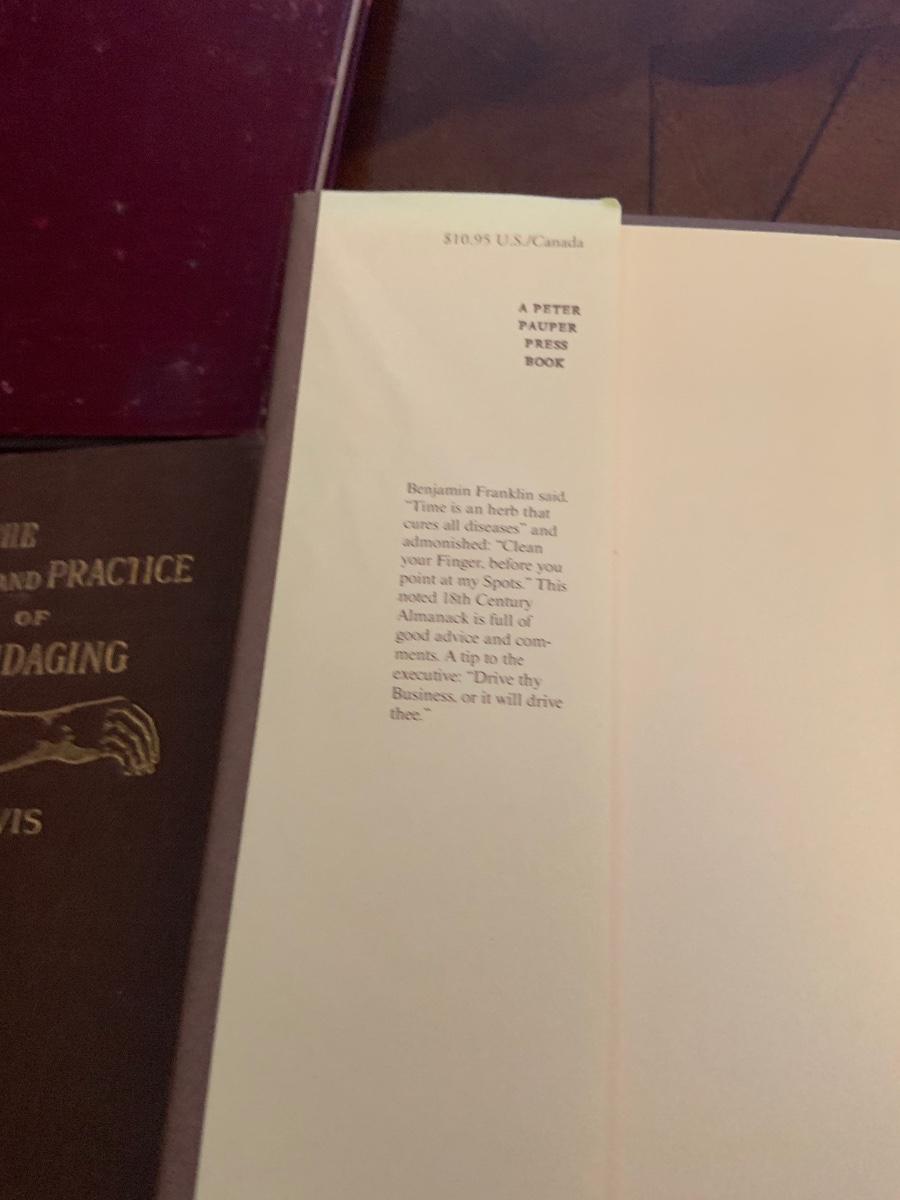 $10.95 U.S./Canada
A PETER
PAUPER
PRESS
BOOK
Benjamin Franklin said,
"Time is an herb that
cures all diseases" and
admonished: "Clean
your Finger, before you
point at my Spots." This
noted 18th Century
Almanack is full of
good advice and com-
ments. A tip to the
executive: "Drive thy
Business, or it will drive
thee."
HE
AND PRACTICE
OF
DAGING
VIS